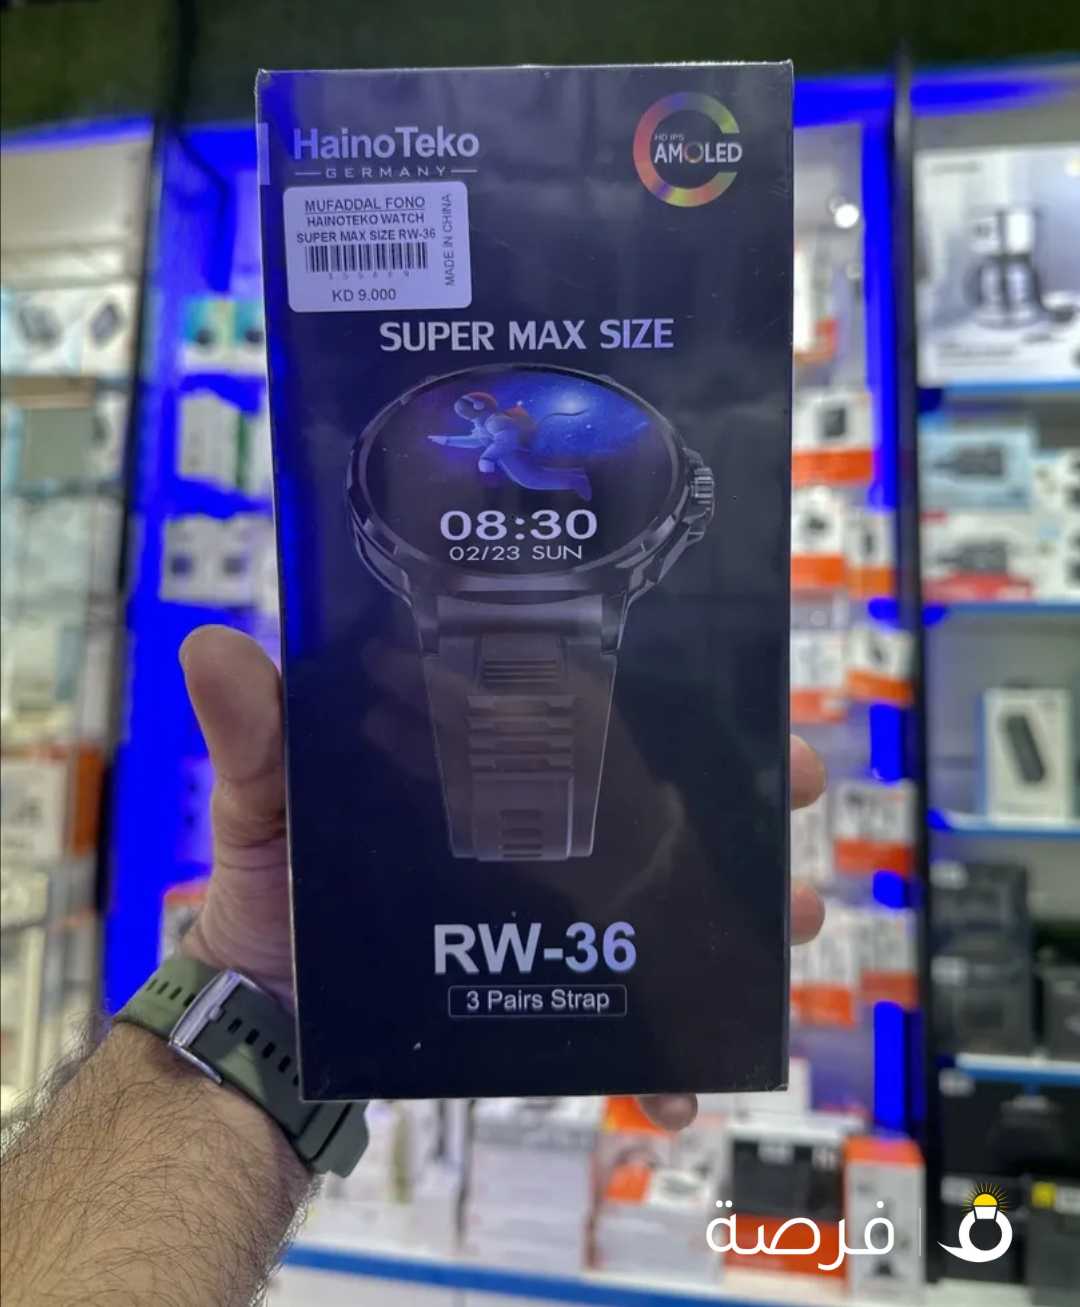 HainoTeko
GERMANY
HD IPS
AMOLED
MUFADDAL FONO
HAINOTEKO WATCH
SUPER MAX SIZE RW-36
KD 9.000
MADE IN CHINA
SUPER MAX SIZE
08:30
02/23 SUN
RW-36
3 Pairs Strap
فرصة